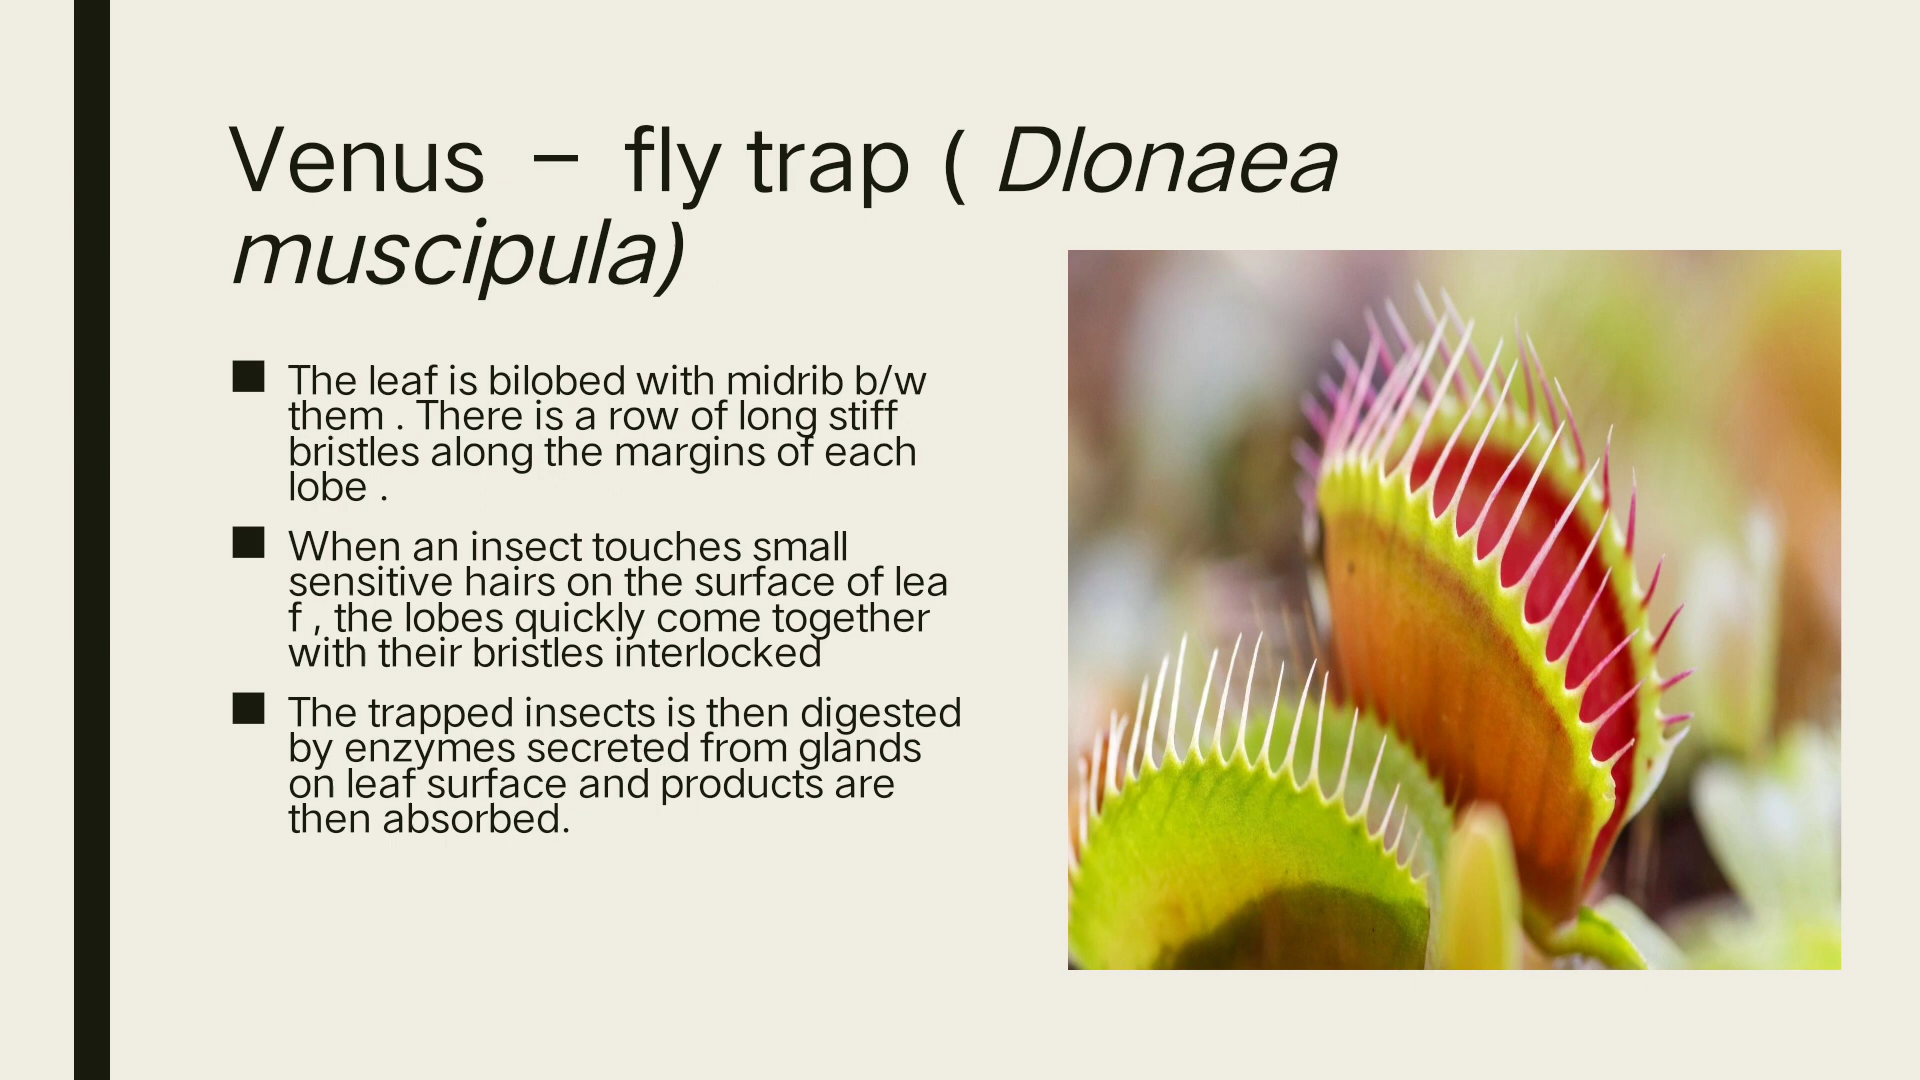 Venus – fly trap ( Dlonaea
muscipula)
■ The leaf is bilobed with midrib b/w
them . There is a row of long stiff
bristles along the margins of each
lobe .
■ When an insect touches small
sensitive hairs on the surface of lea
f , the lobes quickly come together
with their bristles interlocked
■ The trapped insects is then digested
by enzymes secreted from glands
on leaf surface and products are
then absorbed.